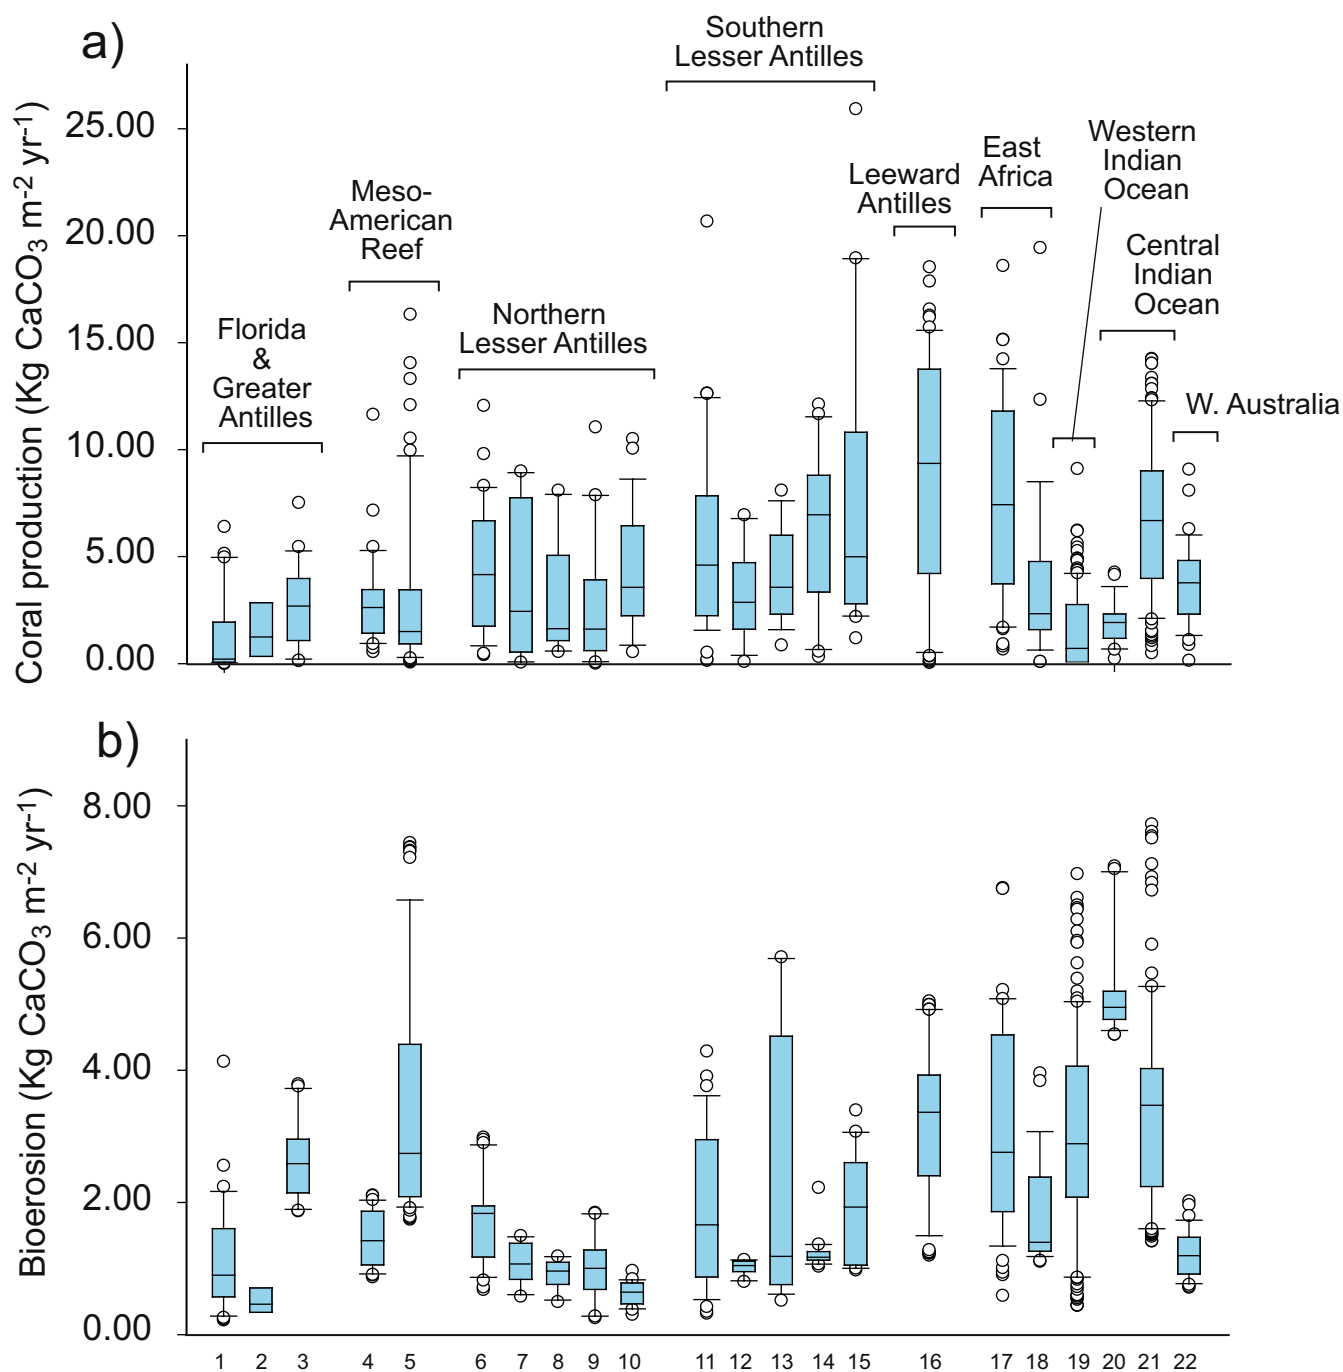 a)
Southern
Lesser Antilles
25.00
Western
Indian
Ocean
East
Africa
Leeward
Antilles
Meso-
American
Reef
20.00
Central
Indian
Ocean
Northern
Lesser Antilles
Florida
&
Greater
Antilles
15.00
W. Australia
10.00
5.00
0.00
Coral production (Kg CaCO3 m-2 yr-1)
b)
8.00
6.00
4.00
2.00
0.00
Bioerosion (Kg CaCO3 m-2 yr-1)
1 2 3 4 5 6 7 8 9 10 11 12 13 14 15 16 17 18 19 20 21 22